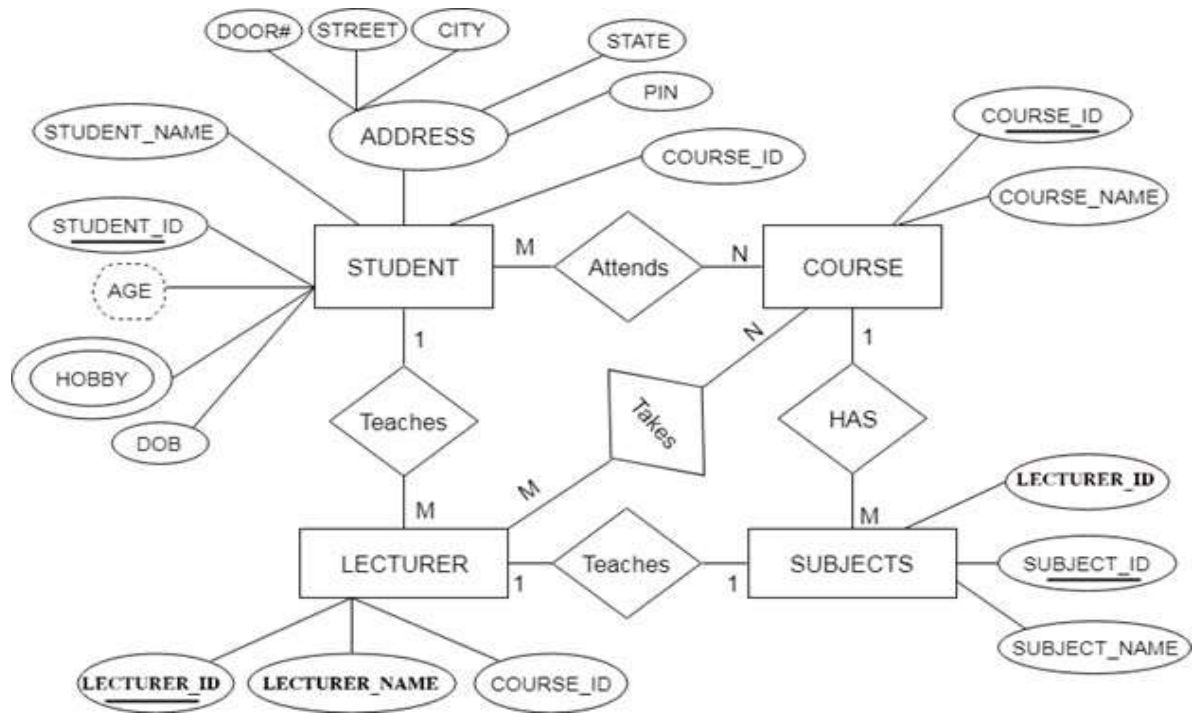 DOOR#
STREET
CITY
STATE
PIN
ADDRESS
STUDENT_NAME
COURSE_ID
COURSE_ID
COURSE_NAME
STUDENT_ID
STUDENT
M
Attends
N
COURSE
AGE
HOBBY
DOB
1
Teaches
M
N
Takes
M
1
HAS
M
LECTURER_ID
LECTURER
1
Teaches
1
SUBJECTS
SUBJECT_ID
SUBJECT_NAME
LECTURER_ID
LECTURER_NAME
COURSE_ID